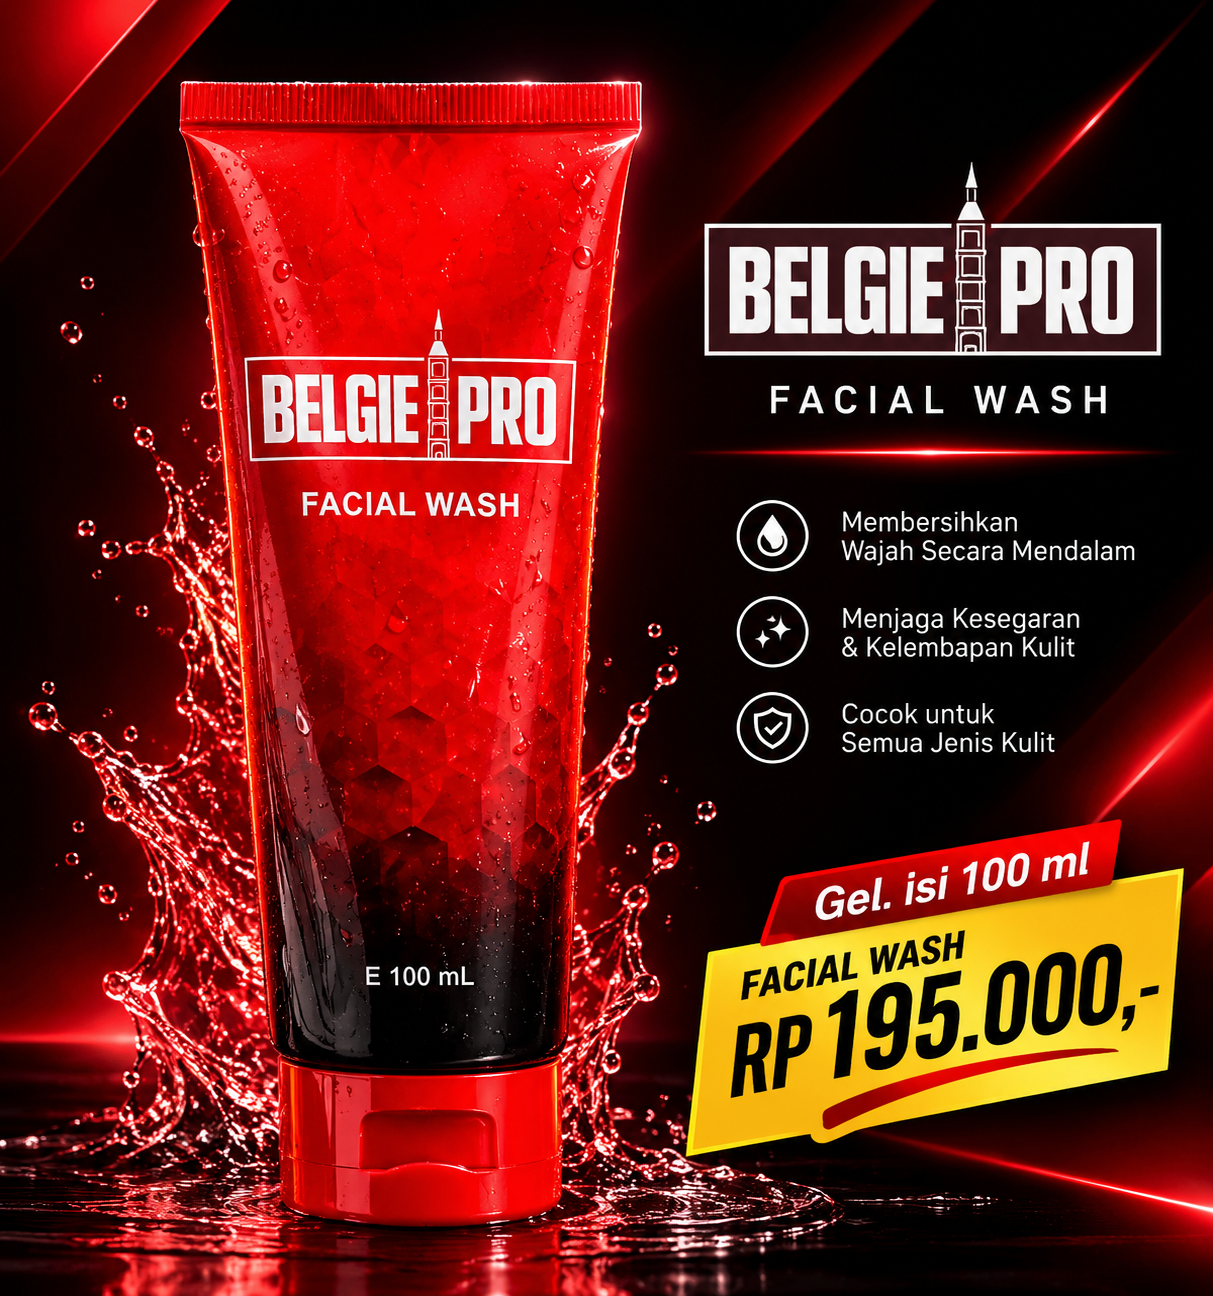 BELGIE PRO
FACIAL WASH
E 100 mL
BELGIE PRO
FACIAL WASH
Membersihkan
Wajah Secara Mendalam
Menjaga Kesegaran
& Kelembapan Kulit
Cocok untuk
Semua Jenis Kulit
Gel. isi 100 ml
FACIAL WASH
RP 195.000,-